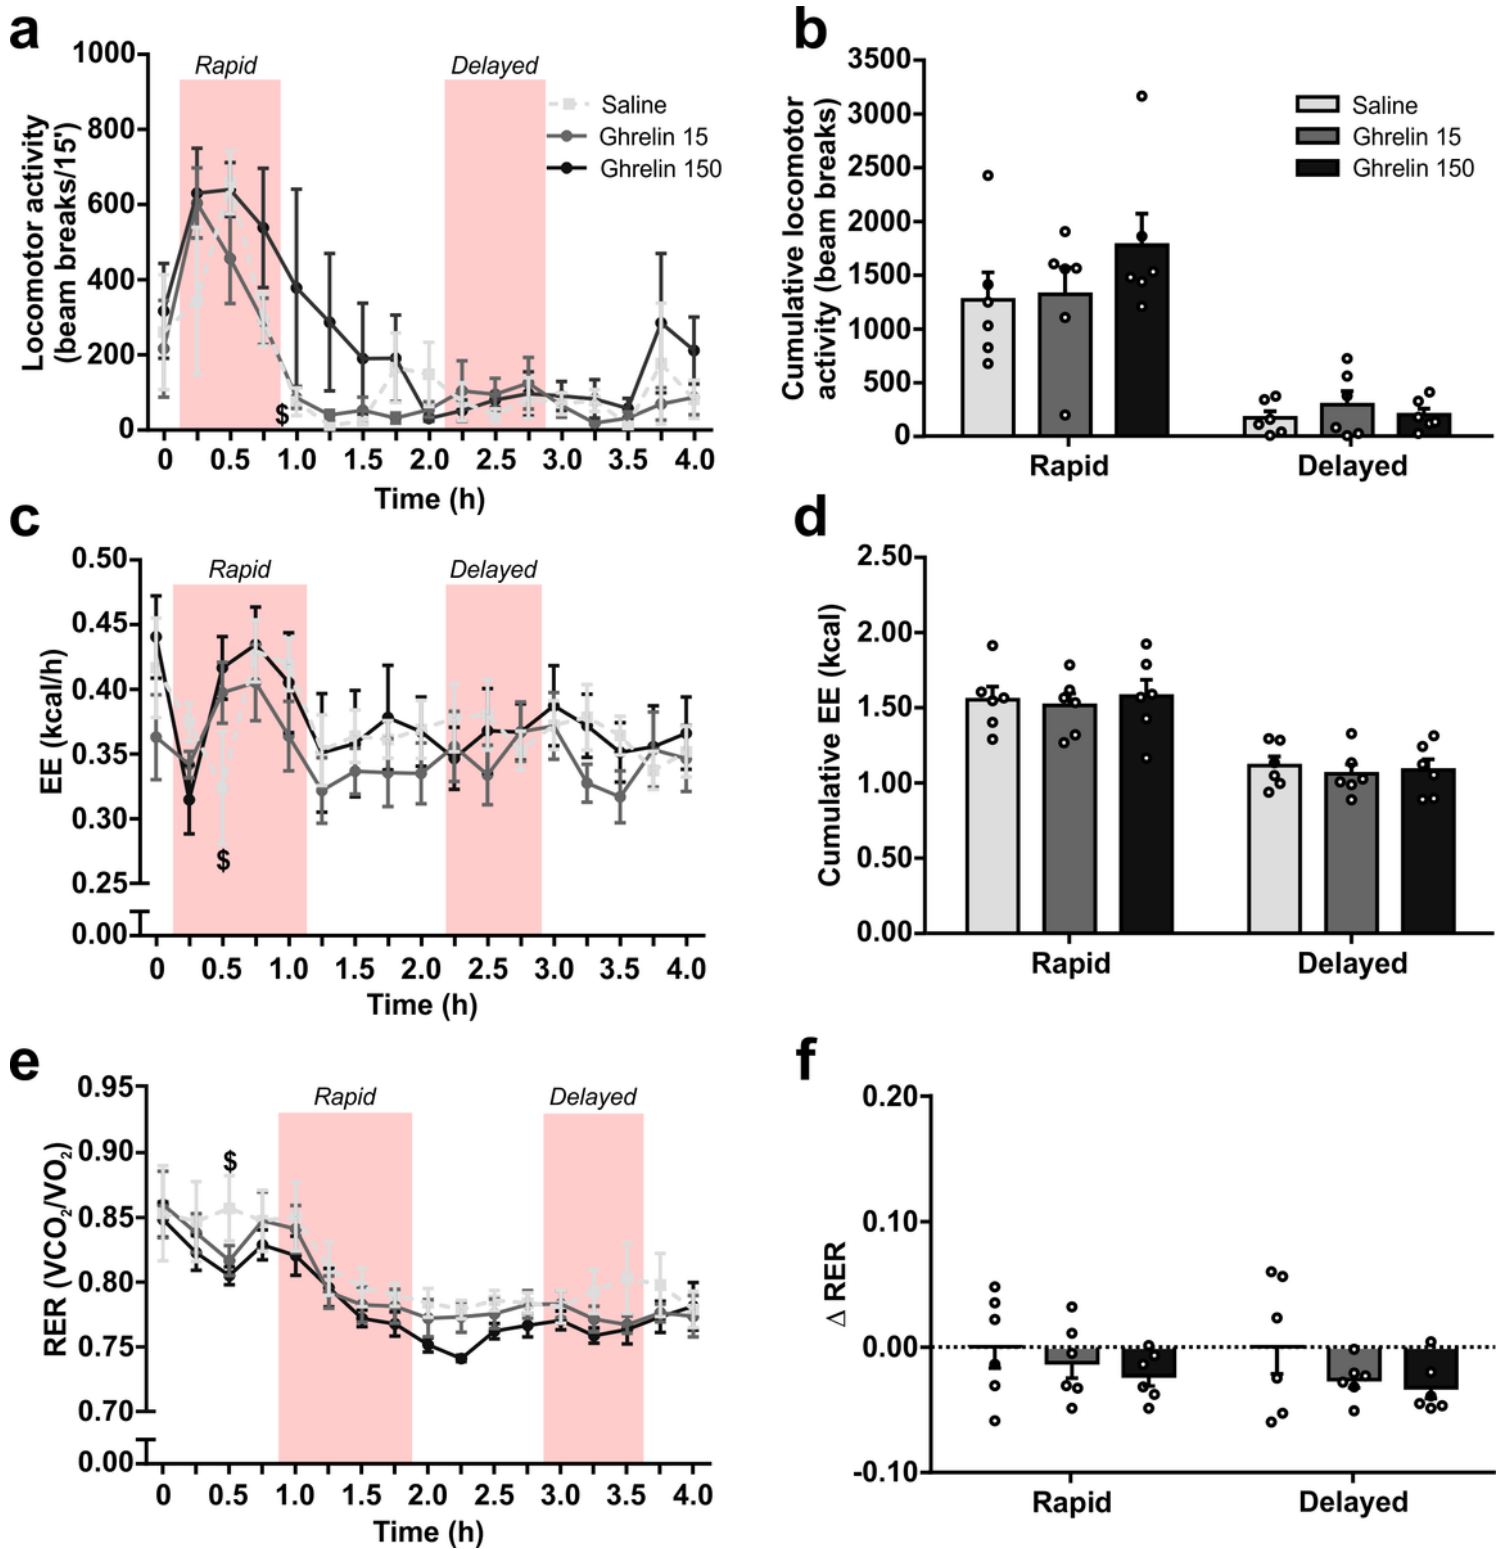 a
1000
800
600
400
200
0
Locomotor activity
(beam breaks/15')
Rapid
Delayed
Saline
Ghrelin 15
Ghrelin 150
$
0 0.5 1.0 1.5 2.0 2.5 3.0 3.5 4.0
Time (h)
b
3500
3000
2500
2000
1500
1000
500
0
Cumulative locomotor
activity (beam breaks)
Saline
Ghrelin 15
Ghrelin 150
Rapid Delayed
c
0.50
0.45
0.40
0.35
0.30
0.25
0.00
EE (kcal/h)
Rapid
Delayed
$
0 0.5 1.0 1.5 2.0 2.5 3.0 3.5 4.0
Time (h)
d
2.50
2.00
1.50
1.00
0.50
0.00
Cumulative EE (kcal)
Rapid Delayed
e
0.95
0.90
0.85
0.80
0.75
0.70
0.00
RER (VCO₂/VO₂)
Rapid
Delayed
$
0 0.5 1.0 1.5 2.0 2.5 3.0 3.5 4.0
Time (h)
f
0.20
0.10
0.00
-0.10
Δ RER
Rapid Delayed